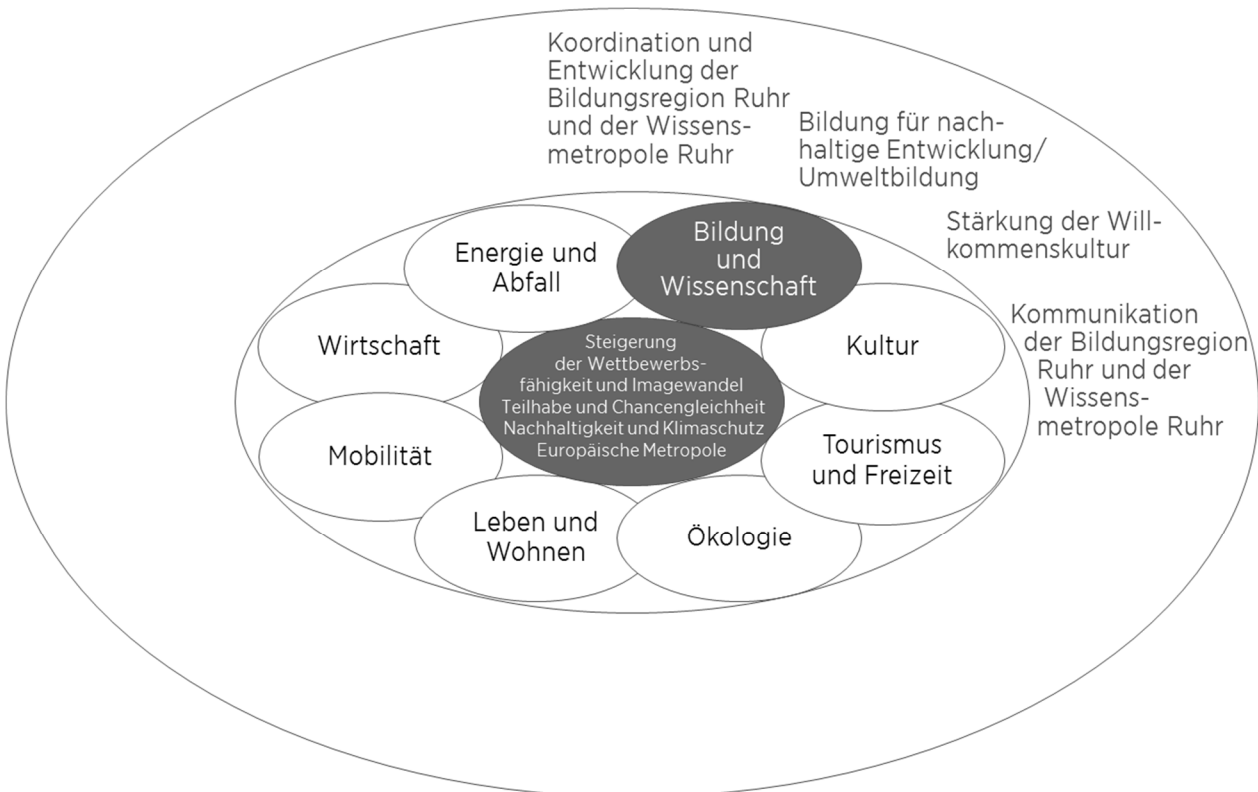 Koordination und
Entwicklung der
Bildungsregion Ruhr
und der Wissens-
metropole Ruhr
Bildung für nach-
haltige Entwicklung/
Umweltbildung
Stärkung der Will-
kommenskultur
Kommunikation
der Bildungsregion
Ruhr und der
Wissens-
metropole Ruhr
Energie und
Abfall
Bildung
und
Wissenschaft
Wirtschaft
Kultur
Steigerung
der Wettbewerbs-
fähigkeit und Imagewandel
Teilhabe und Chancengleichheit
Nachhaltigkeit und Klimaschutz
Europäische Metropole
Mobilität
Tourismus
und Freizeit
Leben und
Wohnen
Ökologie